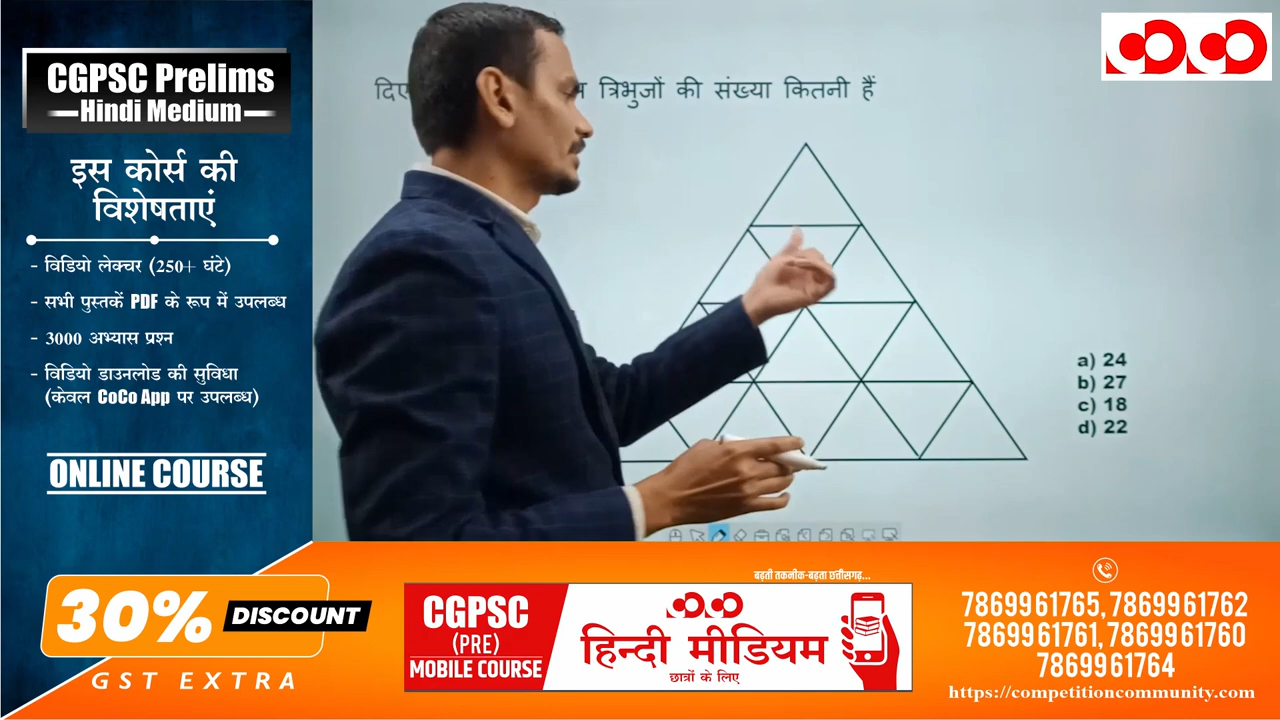 CGPSC Prelims
Hindi Medium
इस कोर्स की
विशेषताएं
- विडियो लेक्चर (250+ घंटे)
- सभी पुस्तकें PDF के रूप में उपलब्ध
- 3000 अभ्यास प्रश्न
- विडियो डाउनलोड की सुविधा
(केवल CoCo App पर उपलब्ध)
ONLINE COURSE
त्रिभुजों की संख्या कितनी हैं
a) 24
b) 27
c) 18
d) 22
30% DISCOUNT
GST EXTRA
बढ़ती तकनीक-बढ़ता छत्तीसगढ़...
CGPSC
(PRE)
MOBILE COURSE
हिन्दी मीडियम
छात्रों के लिए
7869961765, 7869961762
7869961761, 7869961760
7869961764
https://competitioncommunity.com